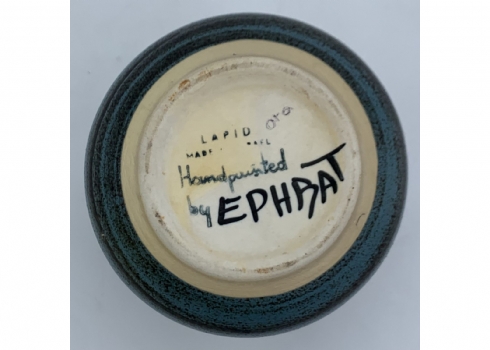 LAPID
Handpainted
by EPHRAT